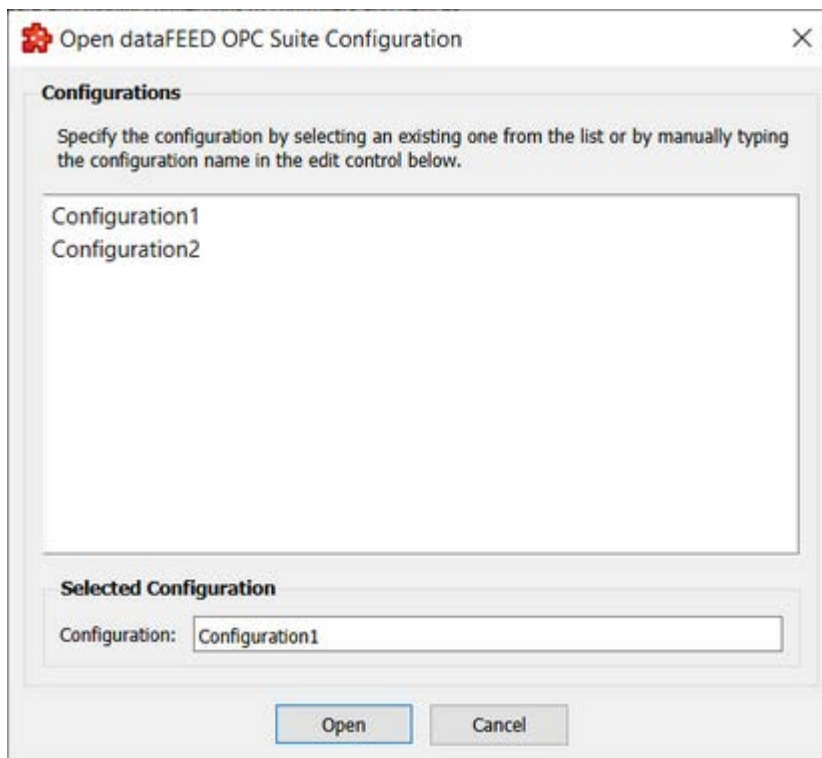 Open dataFEED OPC Suite Configuration
Configurations
Specify the configuration by selecting an existing one from the list or by manually typing
the configuration name in the edit control below.
Configuration1
Configuration2
Selected Configuration
Configuration: Configuration1
Open Cancel